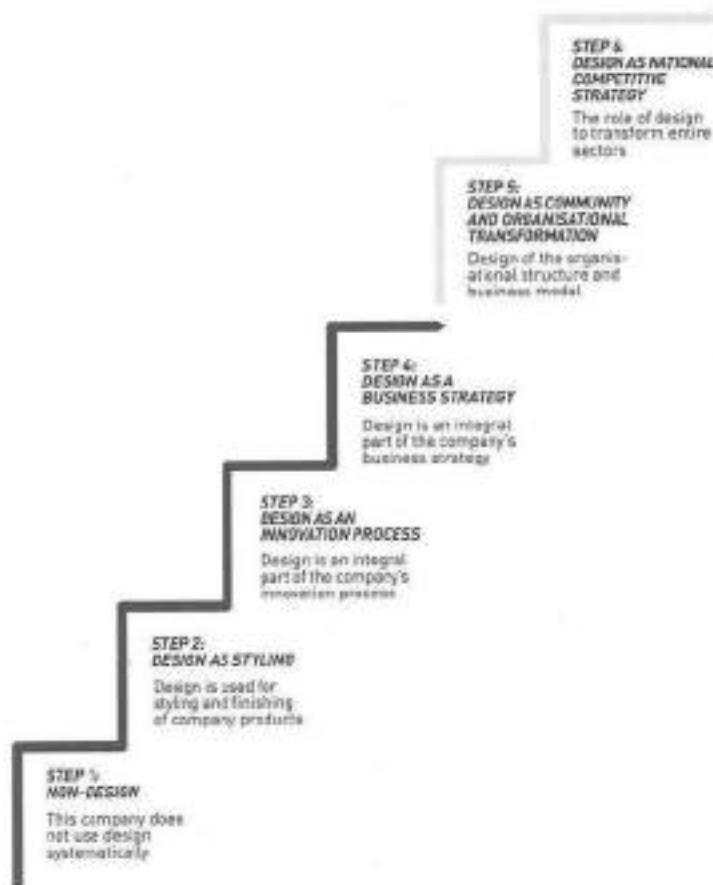 STEP 6:
DESIGN AS NATIONAL
COMPETITIVE
STRATEGY
The role of design
to transform entire
sectors
STEP 5:
DESIGN AS COMMUNITY
AND ORGANISATIONAL
TRANSFORMATION
Design of the organis-
ational structure and
business model
STEP 4:
DESIGN AS A
BUSINESS STRATEGY
Design is an integral
part of the company's
business strategy
STEP 3:
DESIGN AS AN
INNOVATION PROCESS
Design is an integral
part of the company's
innovation process
STEP 2:
DESIGN AS STYLING
Design is used for
styling and finishing
of company products
STEP 1:
NON-DESIGN
This company does
not use design
systematically